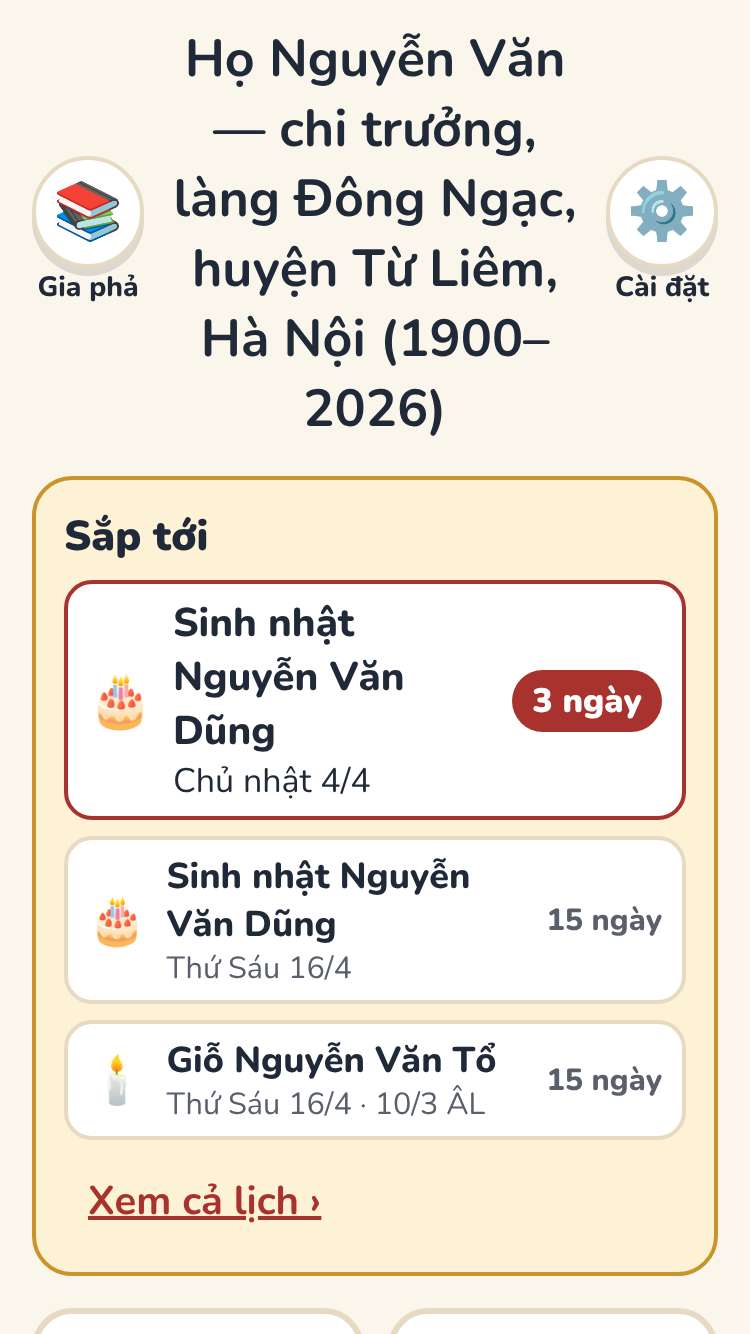 Họ Nguyễn Văn
— chi trưởng,
làng Đông Ngạc,
huyện Từ Liêm,
Hà Nội (1900–
2026)
Gia phả
Cài đặt
Sắp tới
Sinh nhật
Nguyễn Văn
Dũng
Chủ nhật 4/4
3 ngày
Sinh nhật Nguyễn
Văn Dũng
Thứ Sáu 16/4
15 ngày
Giỗ Nguyễn Văn Tổ
Thứ Sáu 16/4 · 10/3 ÂL
15 ngày
Xem cả lịch ›